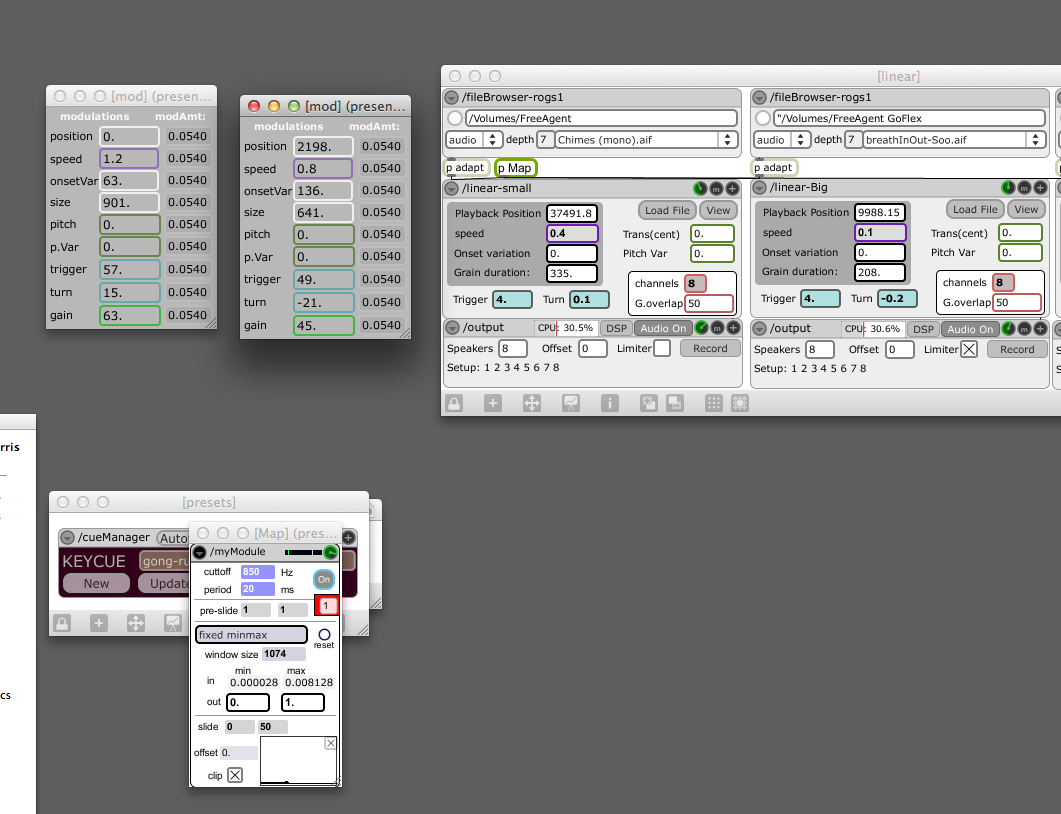 [mod] (presen...
modulations modAmt:
position 0. 0.0540
speed 1.2 0.0540
onsetVar 63. 0.0540
size 901. 0.0540
pitch 0. 0.0540
p.Var 0. 0.0540
trigger 57. 0.0540
turn 15. 0.0540
gain 63. 0.0540
[mod] (presen...
modulations modAmt:
position 2198. 0.0540
speed 0.8 0.0540
onsetVar 136. 0.0540
size 641. 0.0540
pitch 0. 0.0540
p.Var 0. 0.0540
trigger 49. 0.0540
turn -21. 0.0540
gain 45. 0.0540
[linear]
/fileBrowser-rogs1
/Volumes/FreeAgent
audio depth 7 Chimes (mono).aif
p adapt p Map
/linear-small
m +
Playback Position 37491.8 Load File View
speed 0.4 Trans(cent) 0.
Onset variation 0. Pitch Var 0.
Grain duration: 335.
channels 8
Trigger 4. Turn 0.1 G.overlap 50
/output CPU: 30.5% DSP Audio On m +
Speakers 8 Offset 0 Limiter Record
Setup: 1 2 3 4 5 6 7 8
/fileBrowser-rogs1
"/Volumes/FreeAgent GoFlex
audio depth 7 breathInOut-Soo.aif
p adapt
/linear-Big
m +
Playback Position 9988.15 Load File View
speed 0.1 Trans(cent) 0.
Onset variation 0. Pitch Var 0.
Grain duration: 208.
channels 8
Trigger 4. Turn -0.2 G.overlap 50
/output CPU: 30.6% DSP Audio On m +
Speakers 8 Offset 0 Limiter Record
Setup: 1 2 3 4 5 6 7 8
rris
cs
[presets]
/cueManager Auto
KEYCUE gong-ru
New Update
[Map] (pres...
/myModule
cuttoff 850 Hz On
period 20 ms
pre-slide 1 1 1
fixed minmax reset
window size 1074
min max
in 0.000028 0.008128
out 0. 1.
slide 0 50
offset 0.
clip